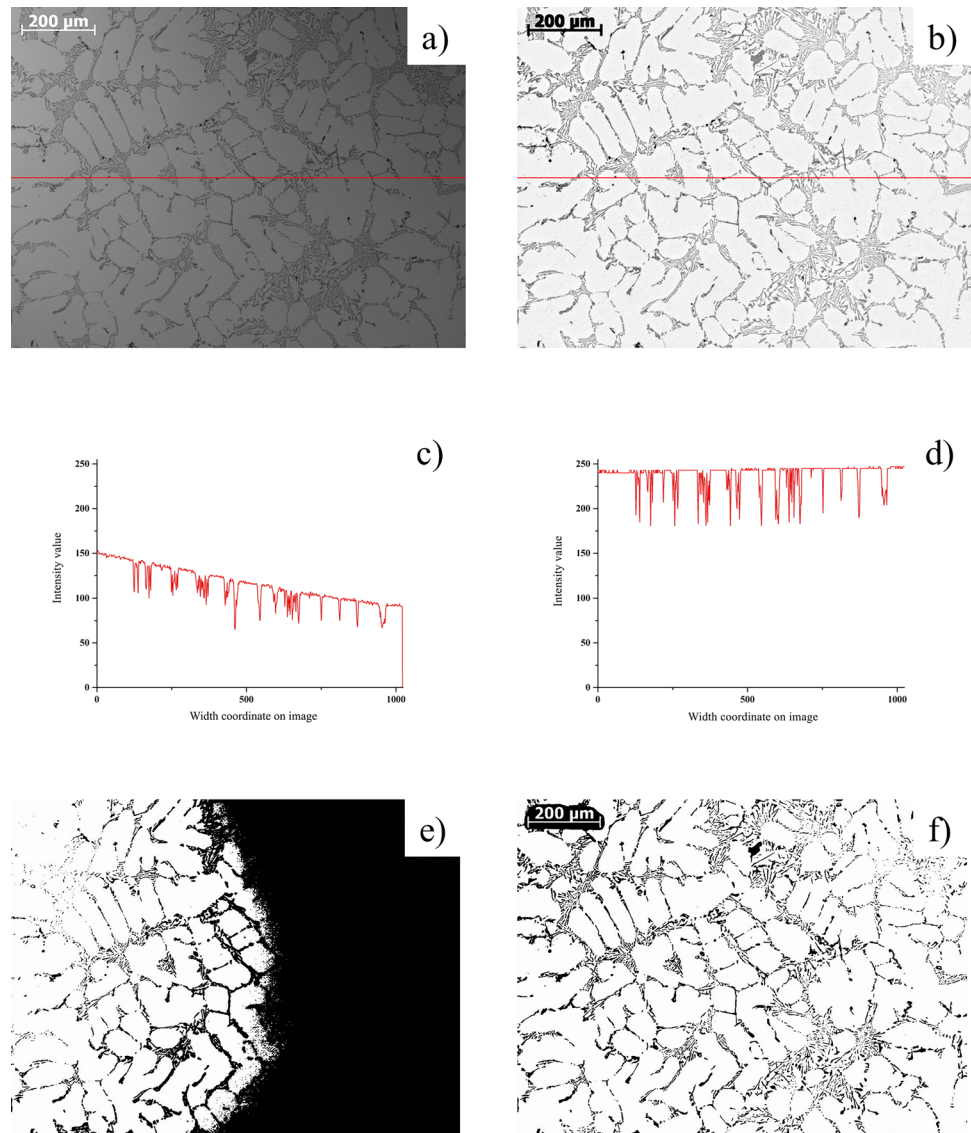 200 µm
a)
200 µm
b)
c)
250
200
150
100
50
0
Intensity value
0
500
1000
Width coordinate on image
d)
250
200
150
100
50
0
Intensity value
0
500
1000
Width coordinate on image
e)
200 µm
f)